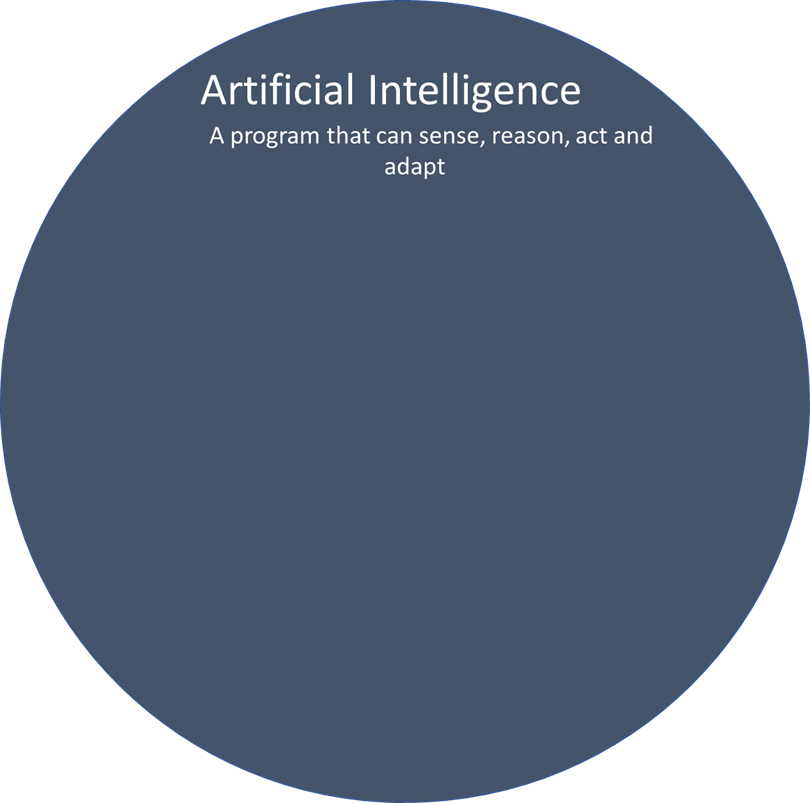 Artificial Intelligence
A program that can sense, reason, act and
adapt